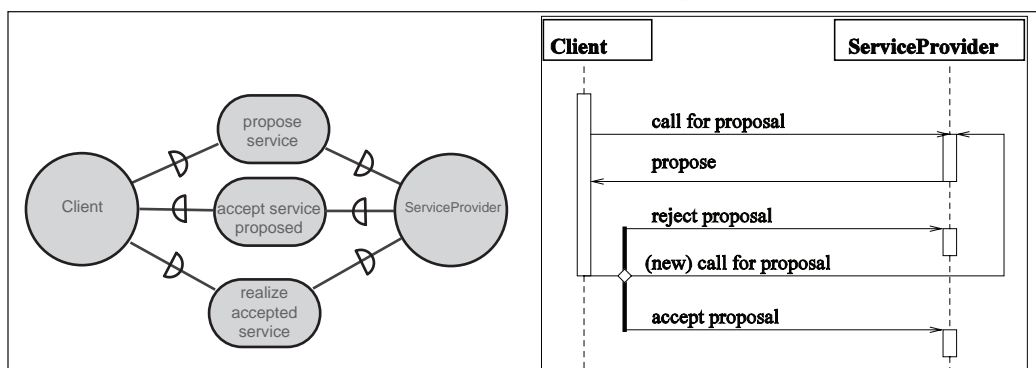 propose
service
Client
accept service
proposed
ServiceProvider
realize
accepted
service
Client
ServiceProvider
call for proposal
propose
reject proposal
(new) call for proposal
accept proposal